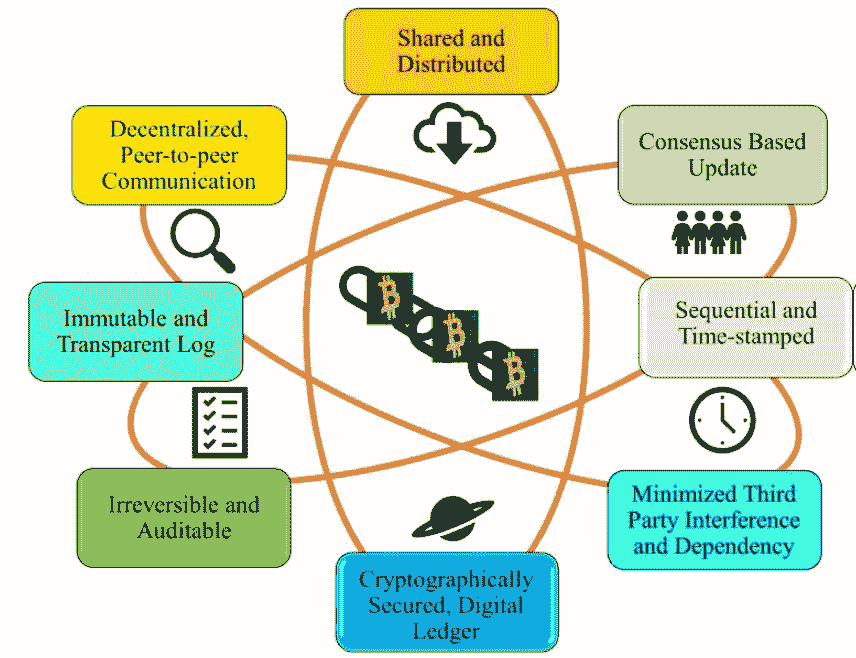 Shared and
Distributed
Decentralized,
Peer-to-peer
Communication
Consensus Based
Update
Immutable and
Transparent Log
Sequential and
Time-stamped
Irreversible and
Auditable
Minimized Third
Party Interference
and Dependency
Cryptographically
Secured, Digital
Ledger